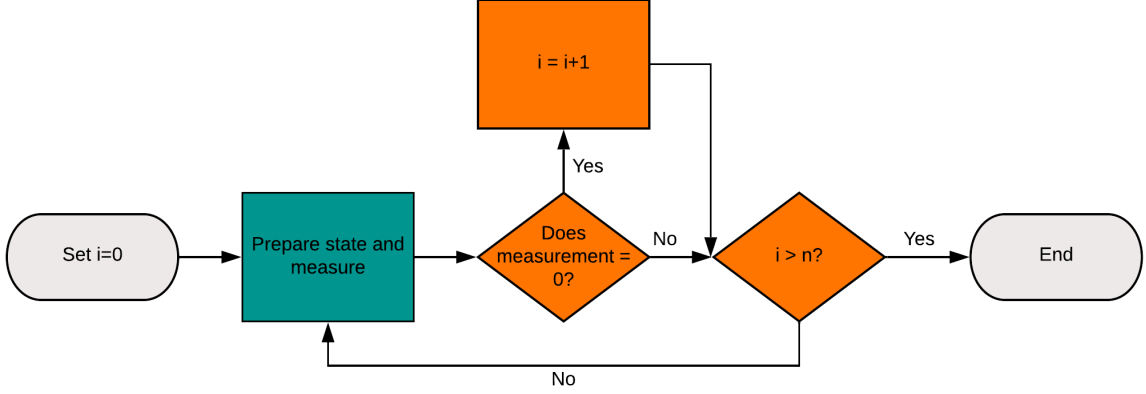 Set i=0
Prepare state and
measure
Does
measurement =
0?
Yes
i = i+1
No
i > n?
Yes
End
No